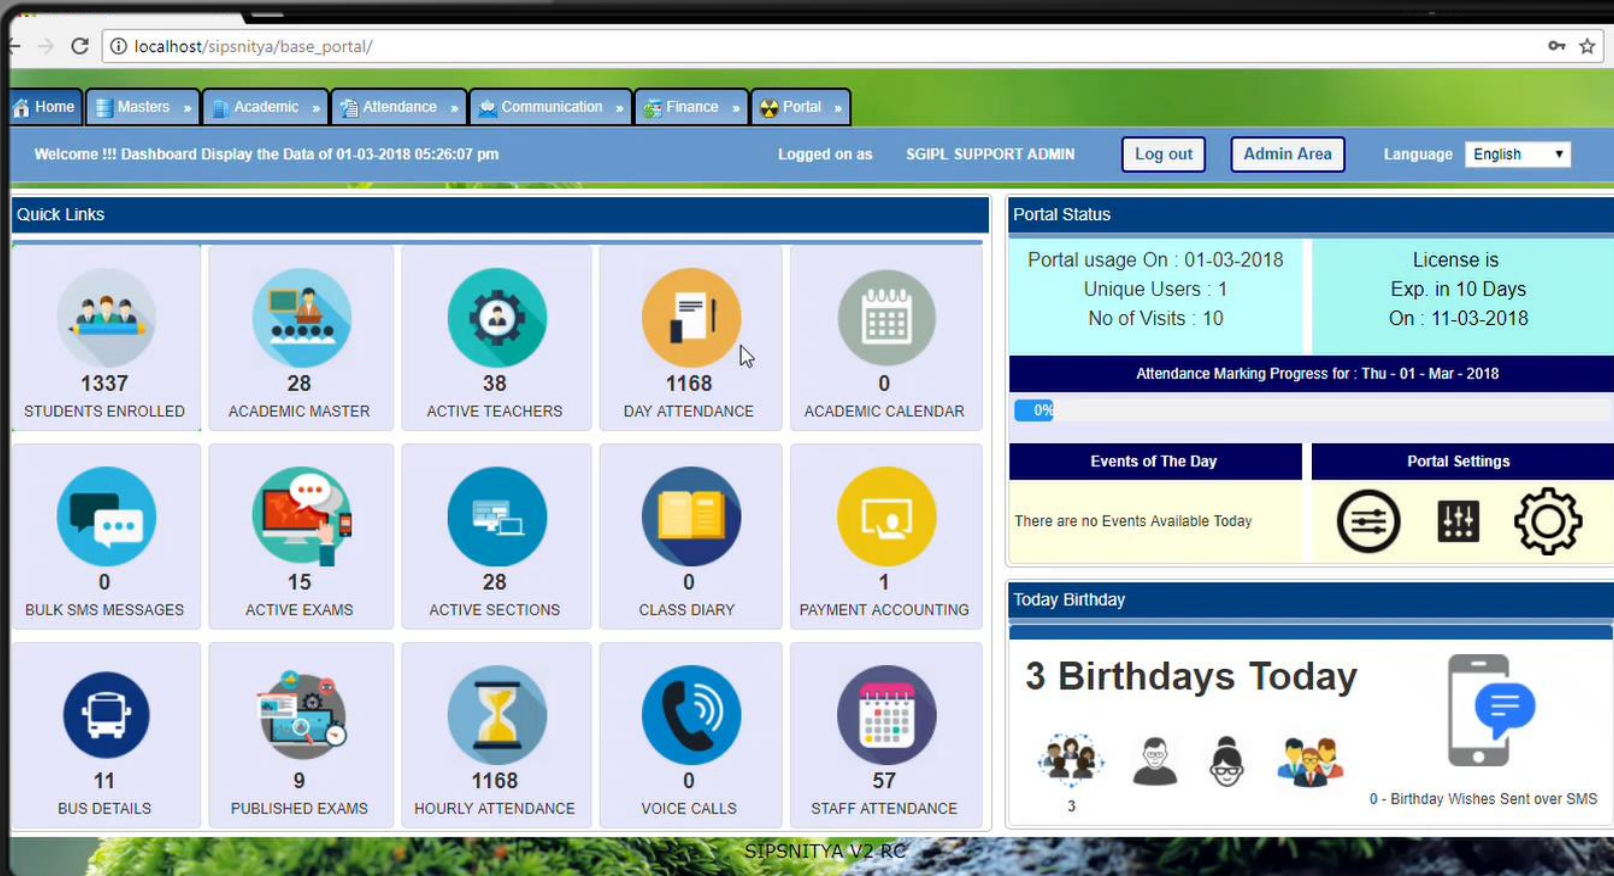 localhost/sipsnitya/base_portal/
Home
Masters »
Academic »
Attendance »
Communication »
Finance »
Portal »
Welcome !!! Dashboard Display the Data of 01-03-2018 05:26:07 pm
Logged on as SGIPL SUPPORT ADMIN
Log out
Admin Area
Language
English
Quick Links
1337
STUDENTS ENROLLED
28
ACADEMIC MASTER
38
ACTIVE TEACHERS
1168
DAY ATTENDANCE
0
ACADEMIC CALENDAR
0
BULK SMS MESSAGES
15
ACTIVE EXAMS
28
ACTIVE SECTIONS
0
CLASS DIARY
1
PAYMENT ACCOUNTING
11
BUS DETAILS
9
PUBLISHED EXAMS
1168
HOURLY ATTENDANCE
0
VOICE CALLS
57
STAFF ATTENDANCE
Portal Status
Portal usage On : 01-03-2018
Unique Users : 1
No of Visits : 10
License is
Exp. in 10 Days
On : 11-03-2018
Attendance Marking Progress for : Thu - 01 - Mar - 2018
0%
Events of The Day
There are no Events Available Today
Portal Settings
Today Birthday
3 Birthdays Today
3
0 - Birthday Wishes Sent over SMS
SIPSNITYA V2 RC